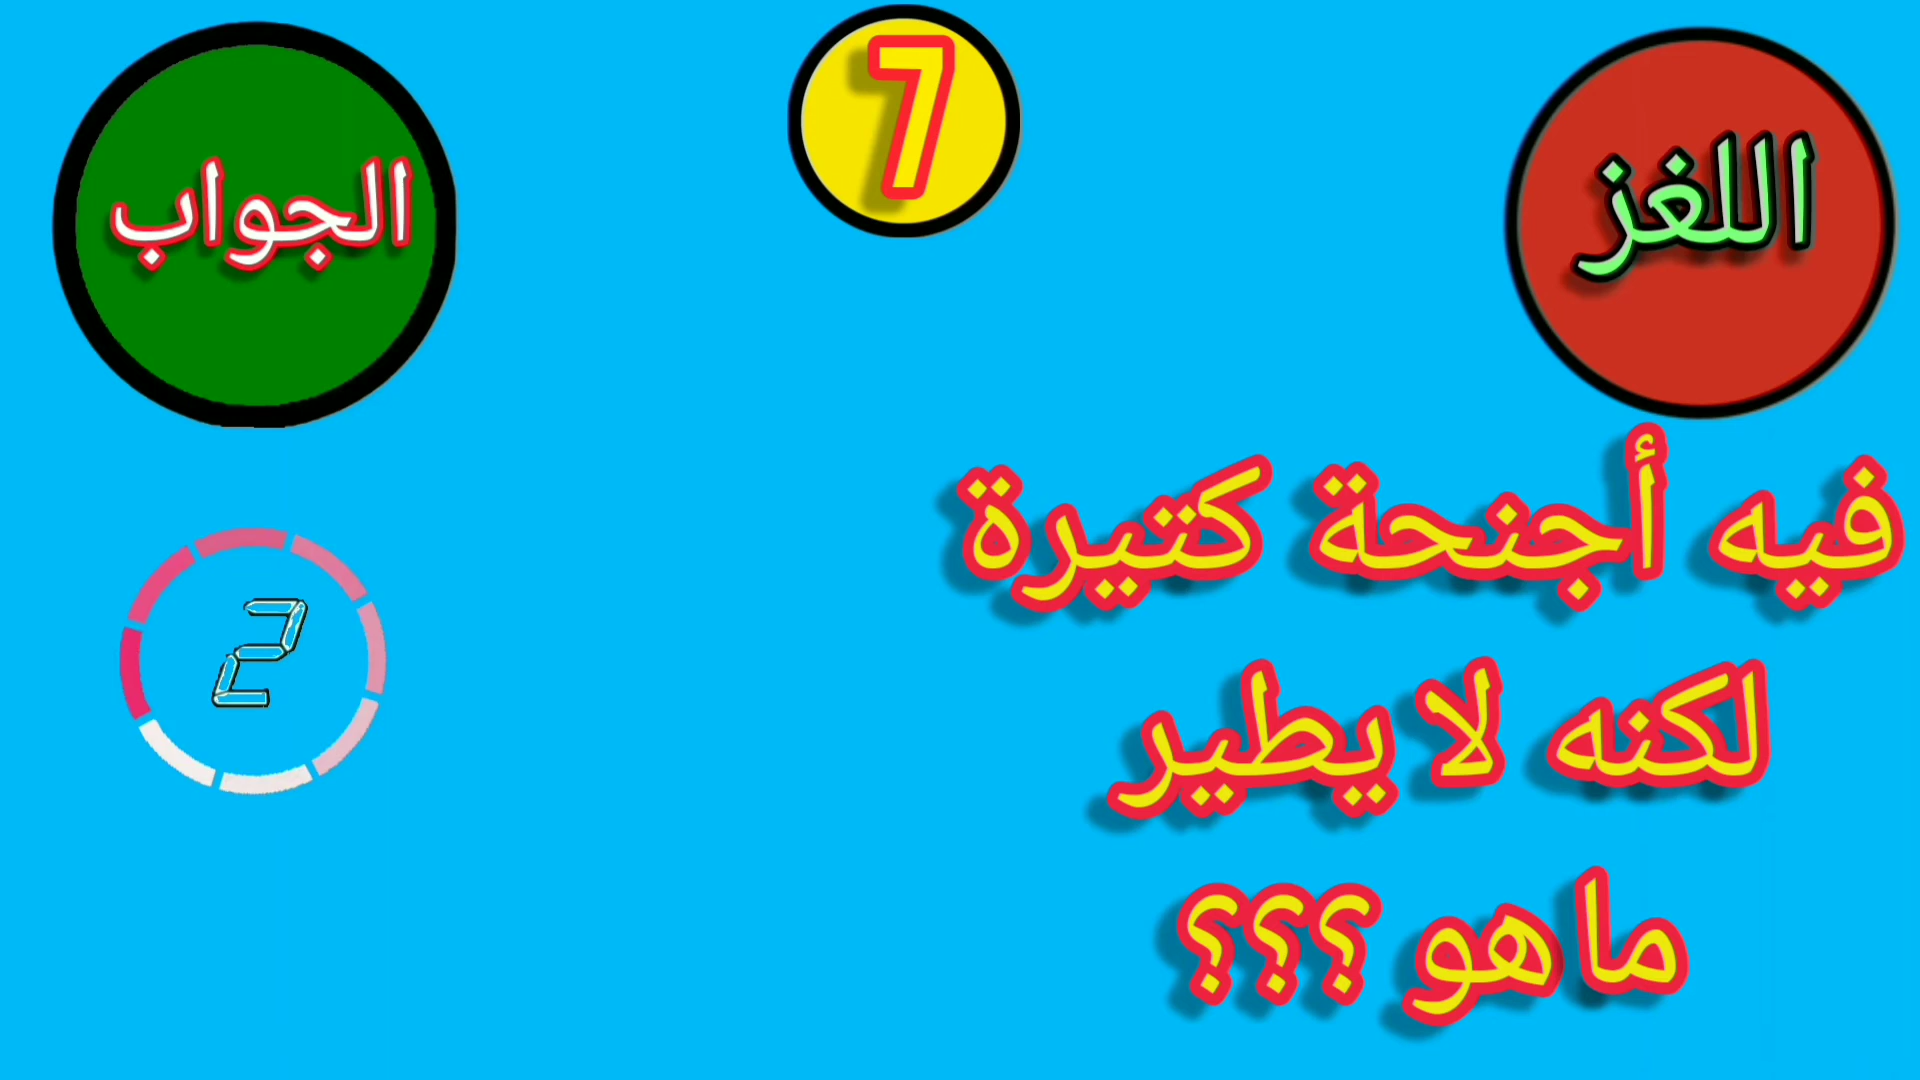 اللغز
7
الجواب
فيه أجنحة كتيرة
لكنه لا يطير
ما هو ؟؟؟
2